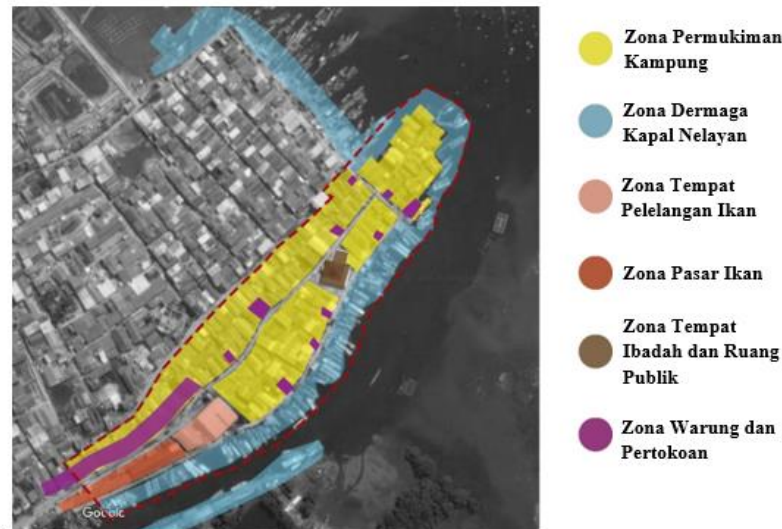 Zona Permukiman
Kampung
Zona Dermaga
Kapal Nelayan
Zona Tempat
Pelelangan Ikan
Zona Pasar Ikan
Zona Tempat
Ibadah dan Ruang
Publik
Zona Warung dan
Pertokoan
Google